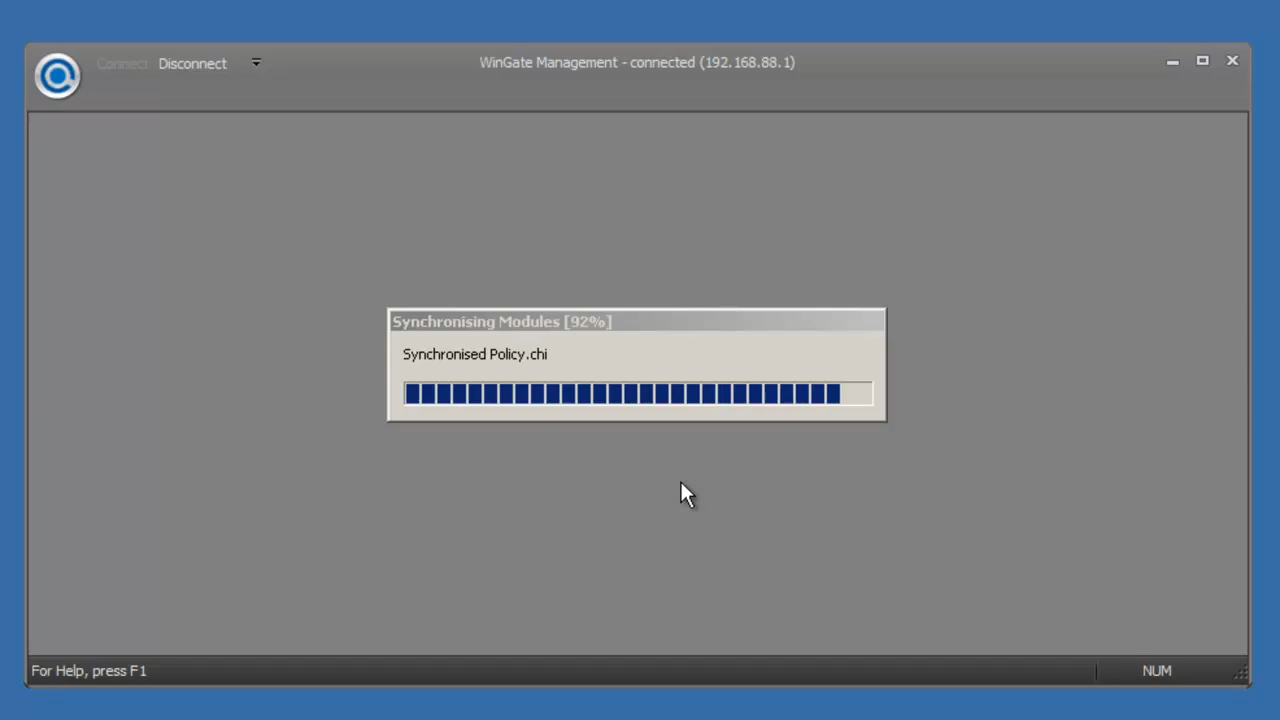 Connect Disconnect
WinGate Management - connected (192.168.88.1)
Synchronising Modules [92%]
Synchronised Policy.chi
For Help, press F1
NUM